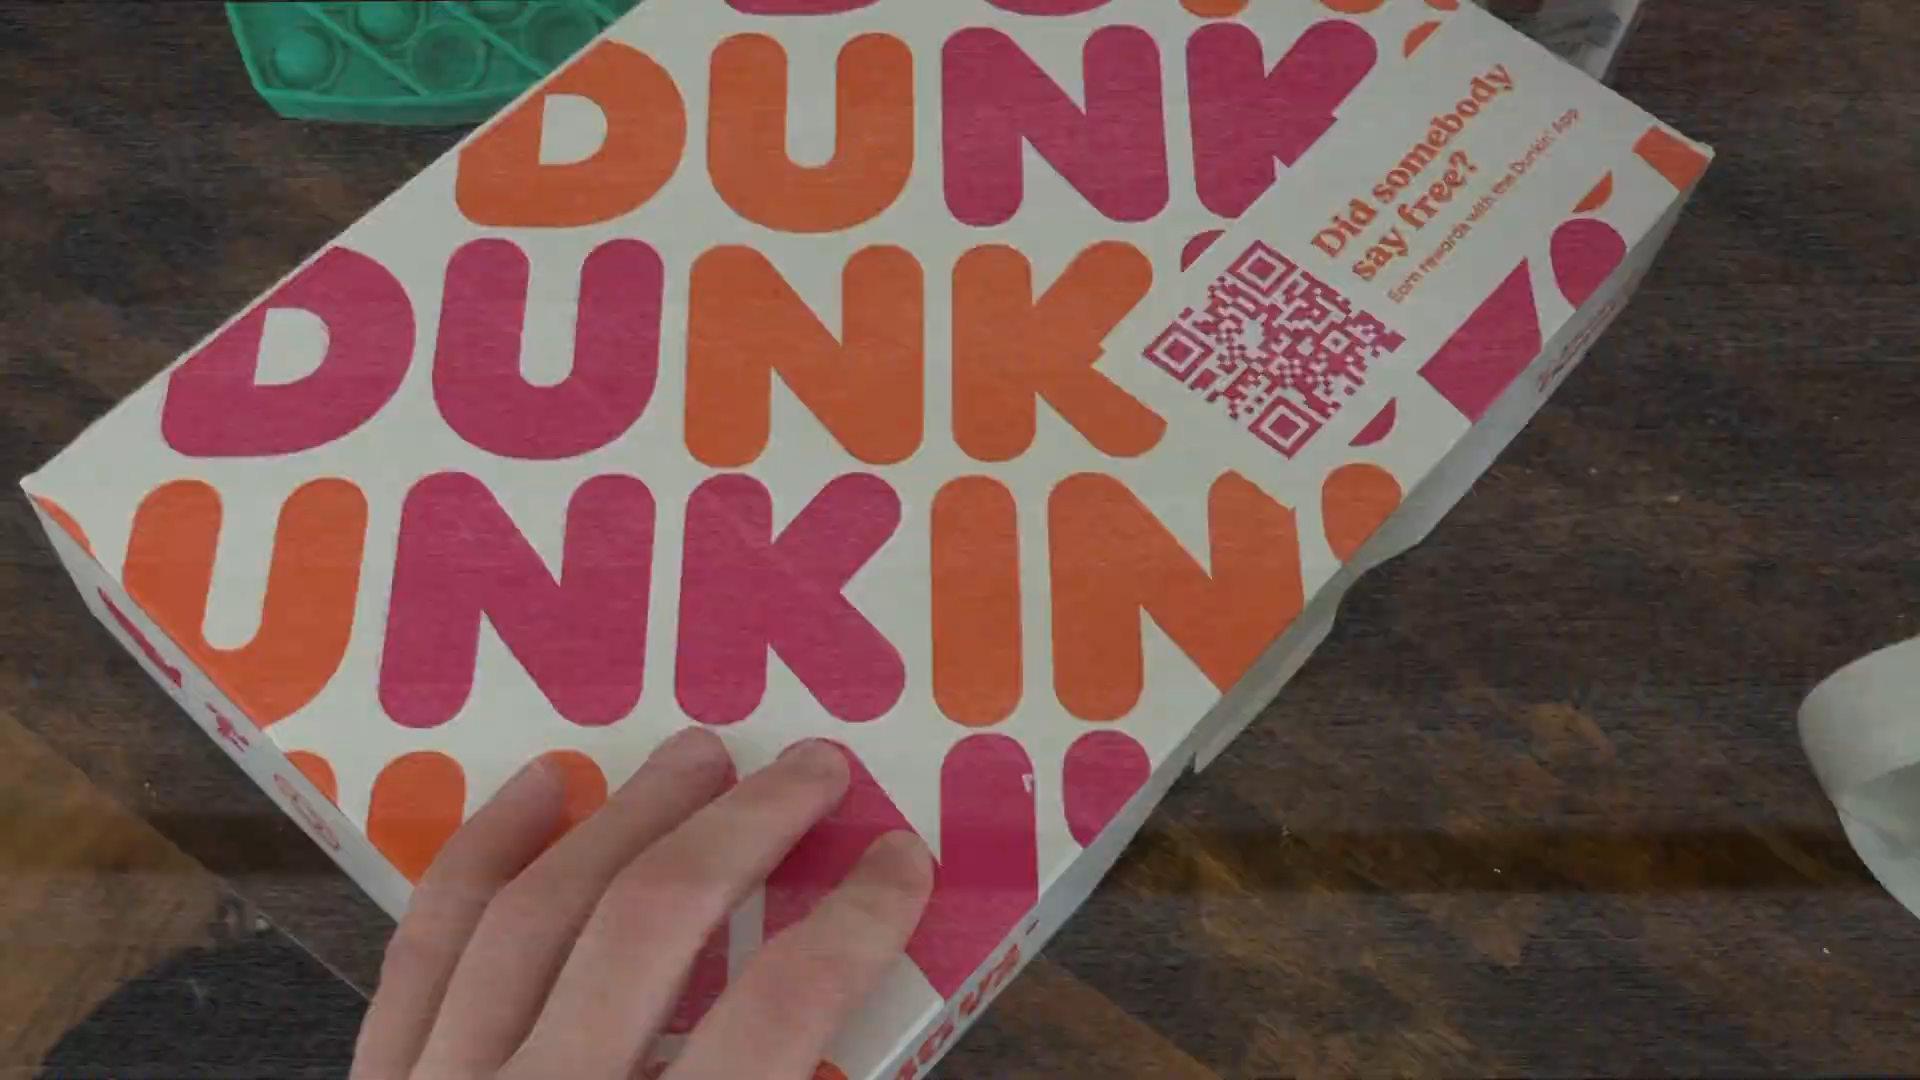 DUNK
DUNK
UNKIN'
Did somebody
say free?
Earn rewards with the Dunkin' App